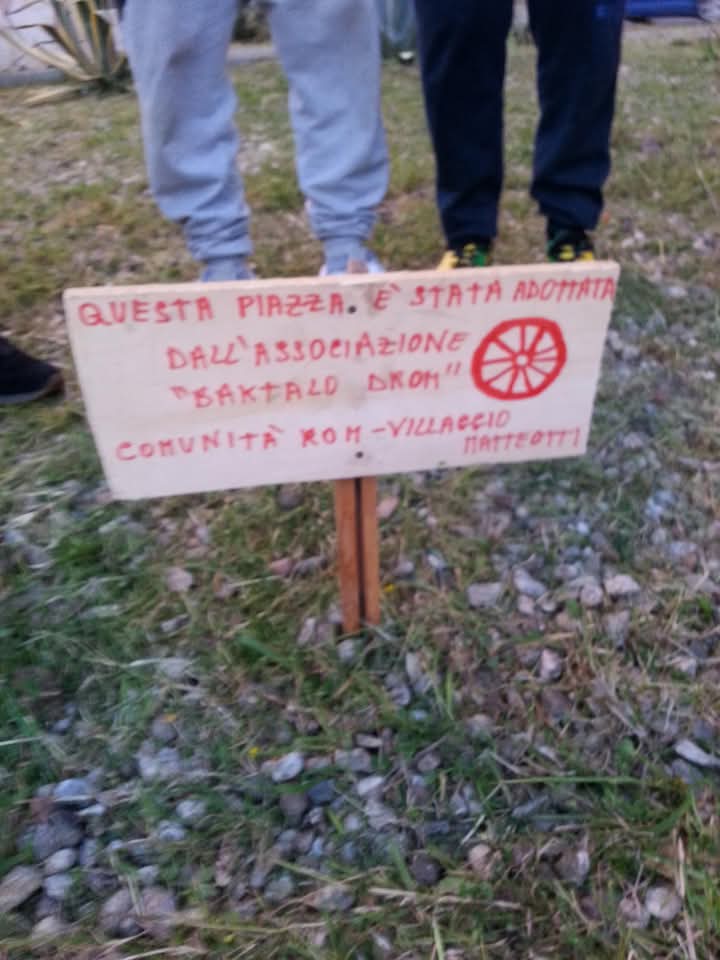 QUESTA PIAZZA E' STATA ADOTTATA
DALL'ASSOCIAZIONE
"BAKTALO DROM"
COMUNITÀ ROM - VILLAGGIO
MATTEOTTI